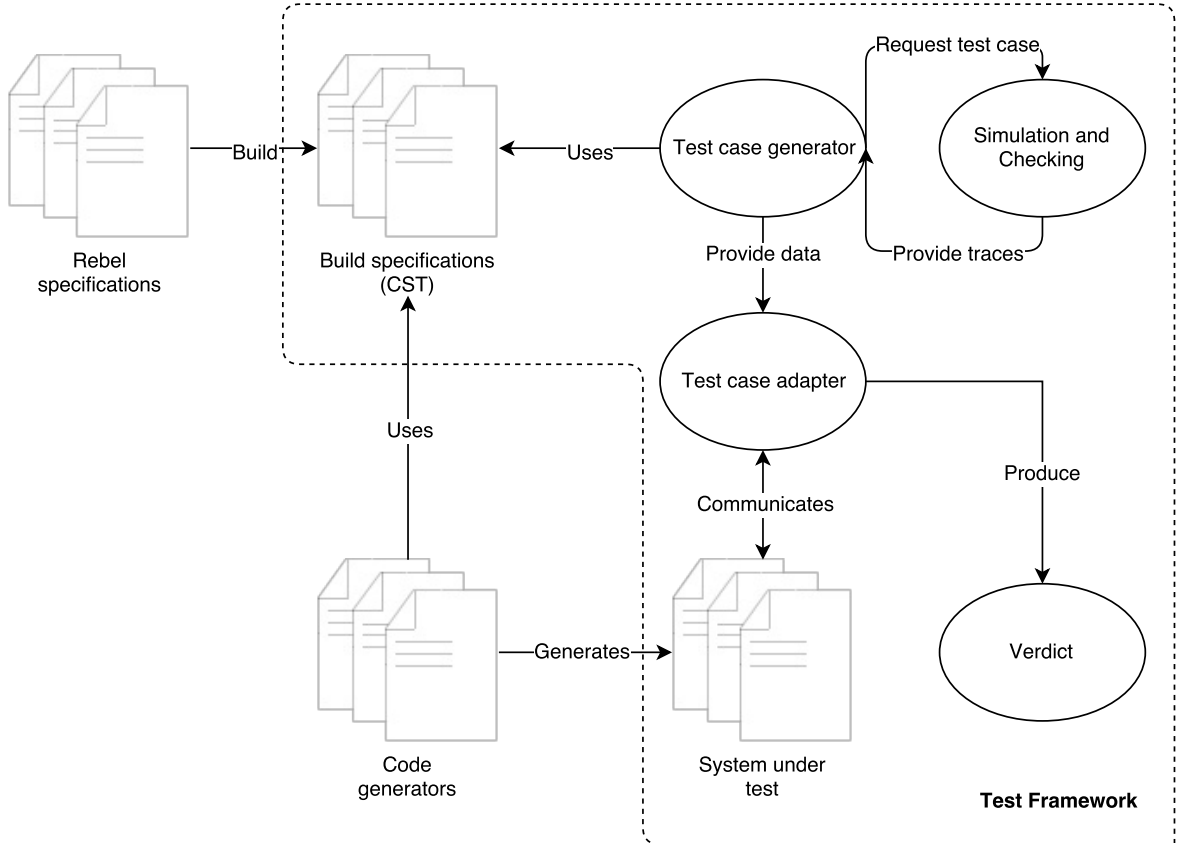 Request test case
Simulation and
Checking
Test case generator
Build
Uses
Provide data
Provide traces
Rebel
specifications
Build specifications
(CST)
Test case adapter
Uses
Produce
Communicates
Generates
Verdict
Code
generators
System under
test
Test Framework